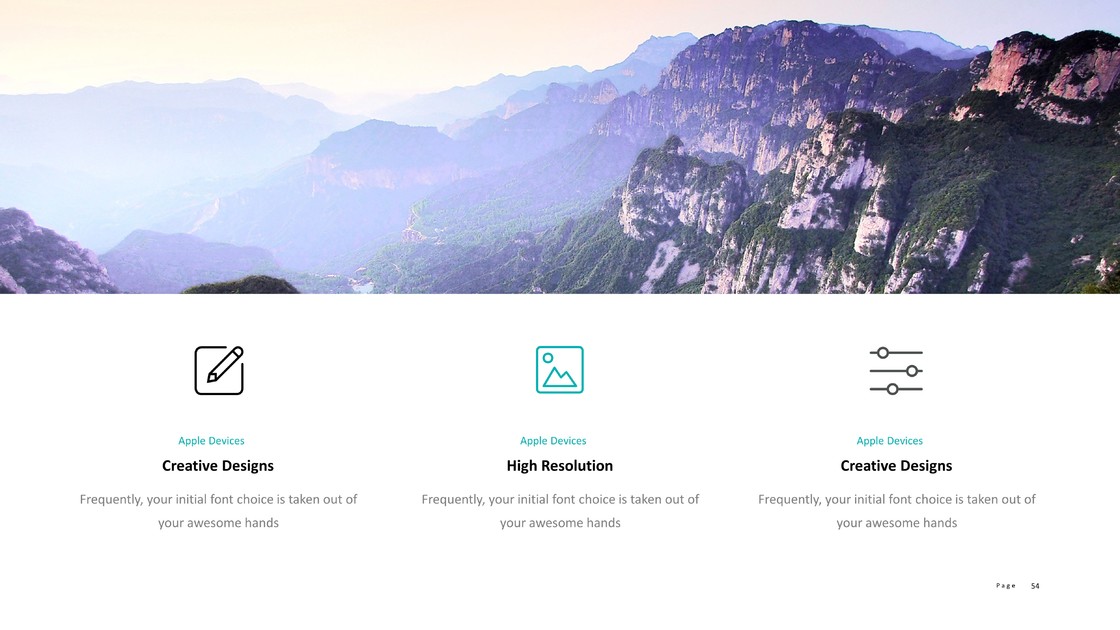 Apple Devices
Creative Designs
Frequently, your initial font choice is taken out of
your awesome hands
Apple Devices
High Resolution
Frequently, your initial font choice is taken out of
your awesome hands
Apple Devices
Creative Designs
Frequently, your initial font choice is taken out of
your awesome hands
Page 54